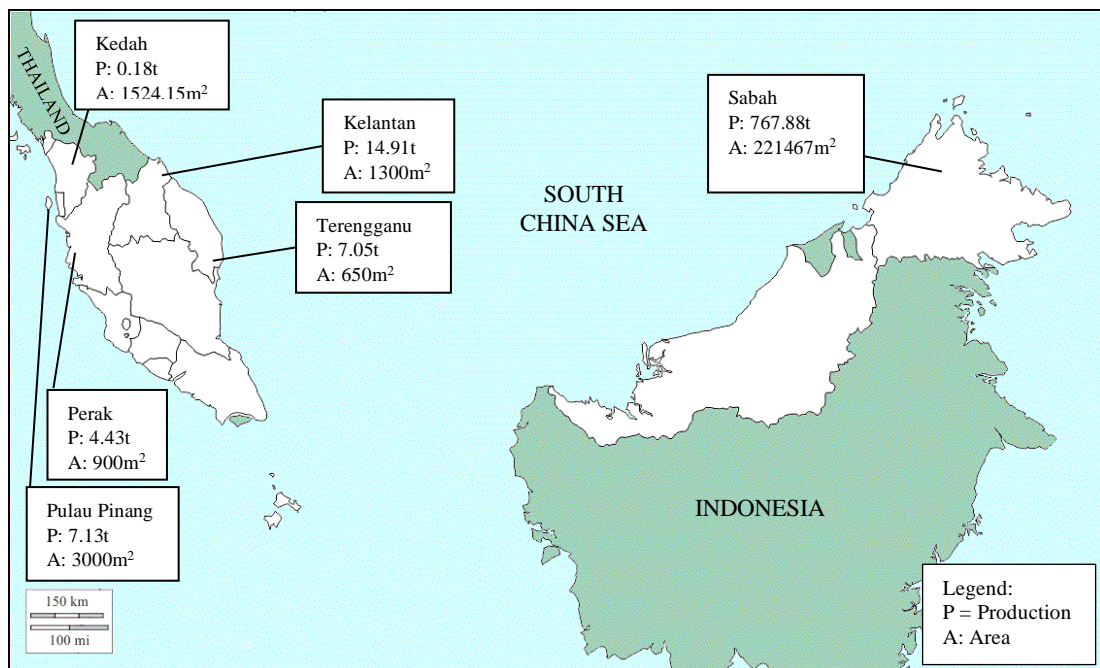 THAILAND
Kedah
P: 0.18t
A: 1524.15m²
Kelantan
P: 14.91t
A: 1300m²
Terengganu
P: 7.05t
A: 650m²
SOUTH
CHINA SEA
Sabah
P: 767.88t
A: 221467m²
Perak
P: 4.43t
A: 900m²
Pulau Pinang
P: 7.13t
A: 3000m²
INDONESIA
150 km
100 mi
Legend:
P = Production
A: Area